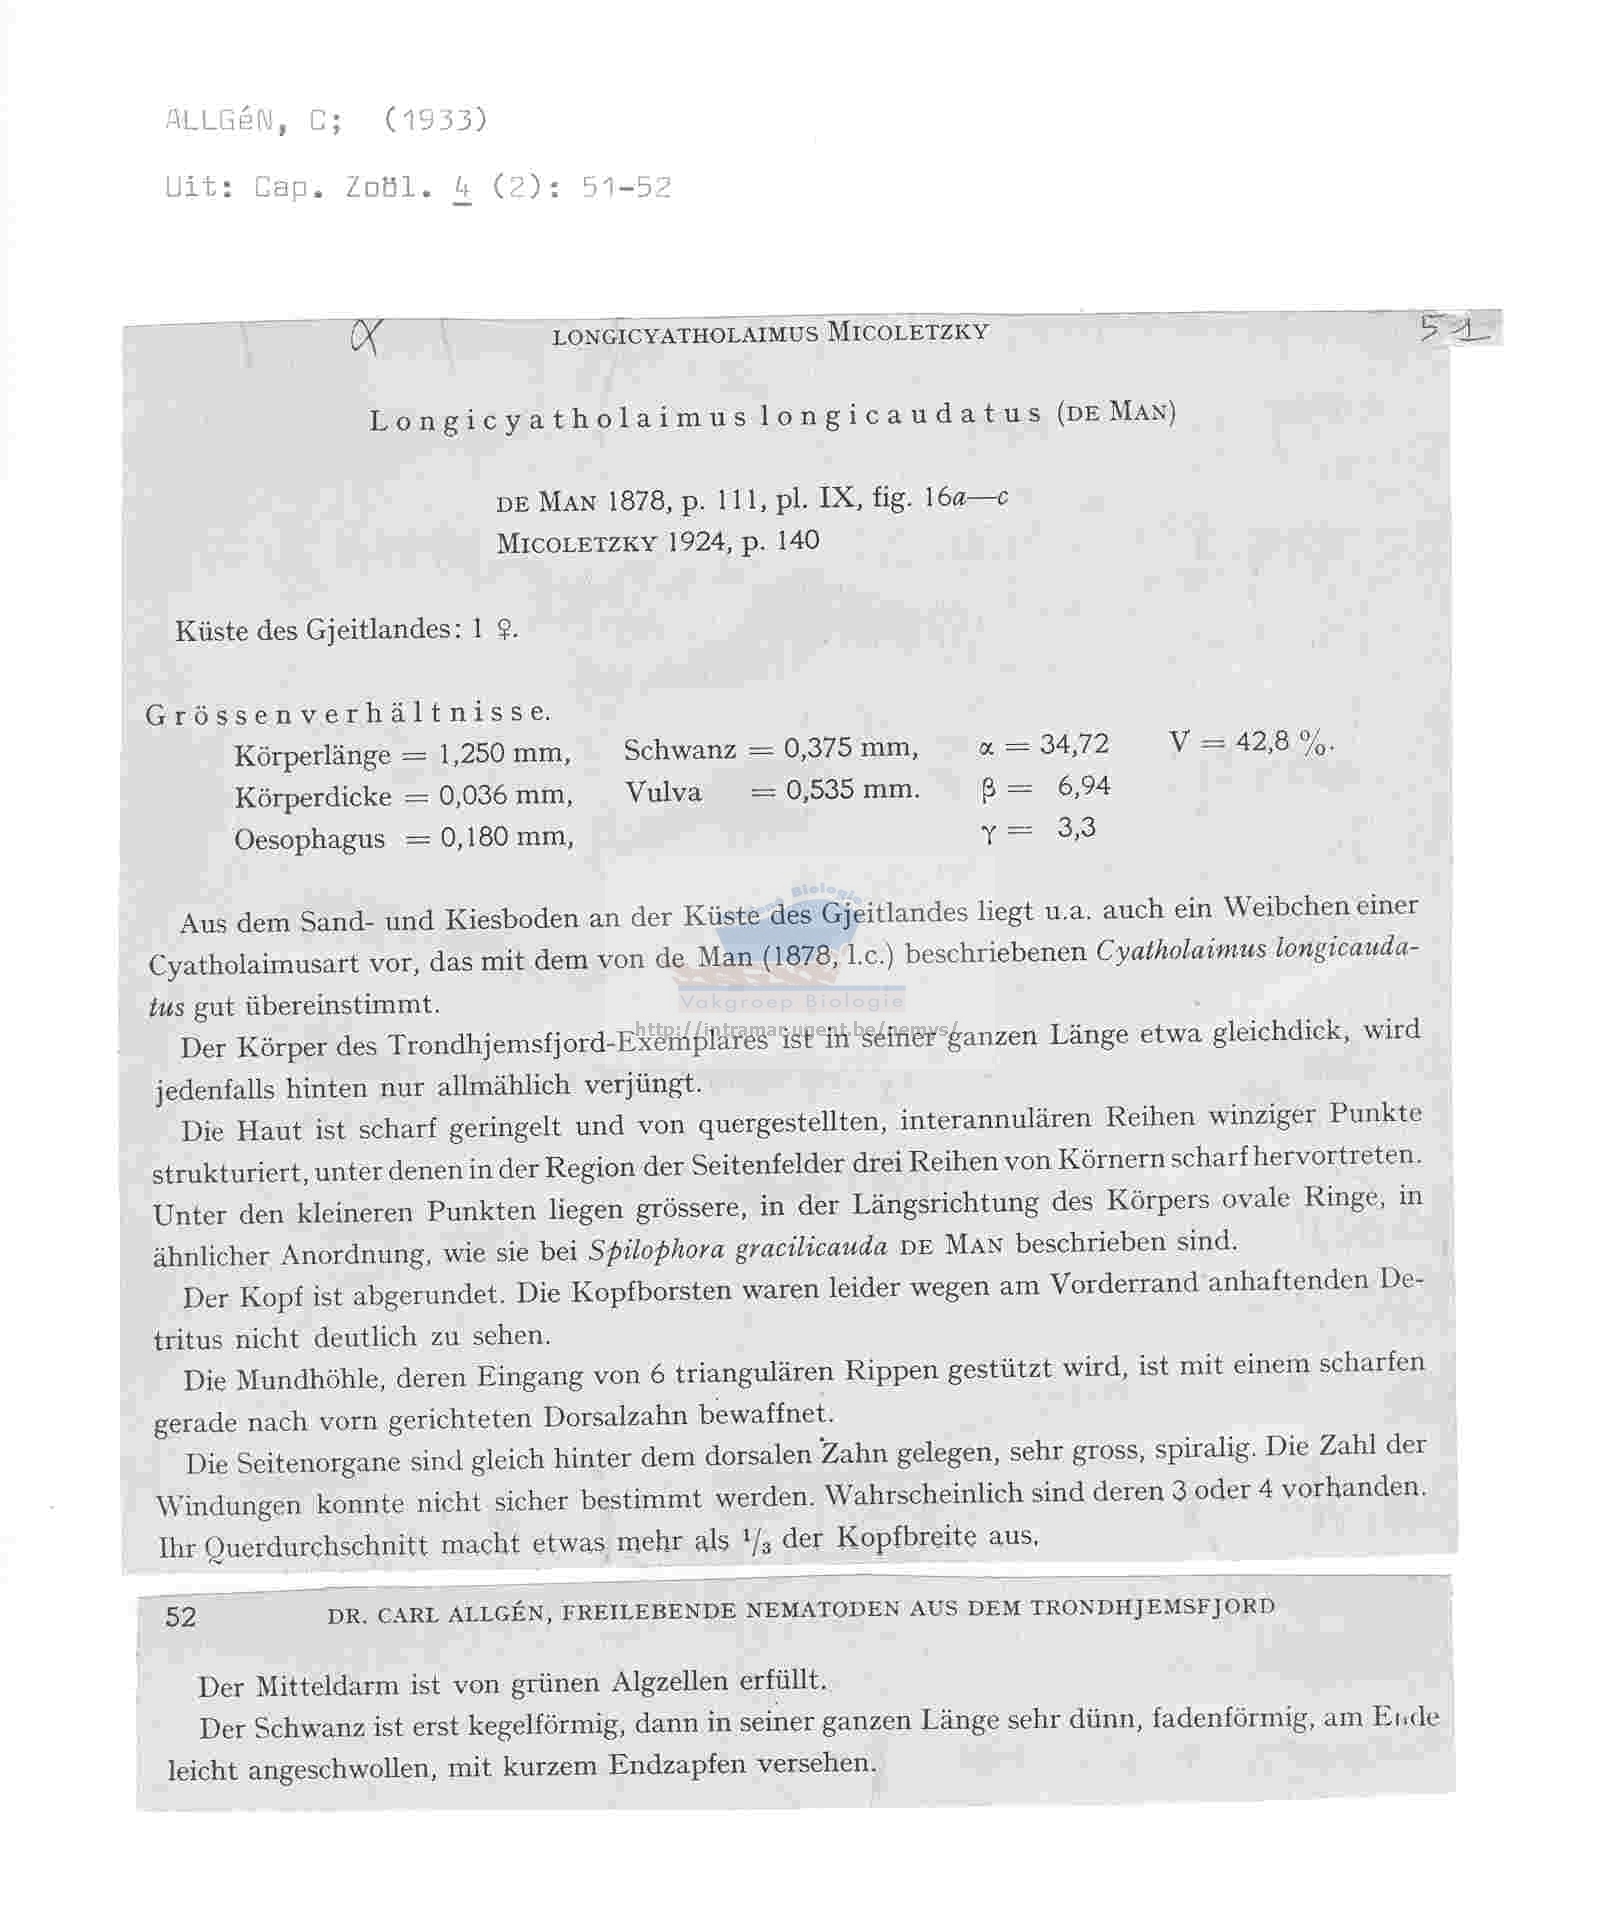 ALLGéN, C; (1933)
Uit: Cap. Zoöl. 4 (2): 51-52
α LONGICYATHOLAIMUS MICOLETZKY 51
Longicyatholaimus longicaudatus (DE MAN)
DE MAN 1878, p. 111, pl. IX, fig. 16a—c
MICOLETZKY 1924, p. 140
Küste des Gjeitlandes: 1 ♀.
Grössenverhältnisse.
Körperlänge = 1,250 mm, Schwanz = 0,375 mm, α = 34,72 V = 42,8 %.
Körperdicke = 0,036 mm, Vulva = 0,535 mm. β = 6,94
Oesophagus = 0,180 mm, γ = 3,3
Aus dem Sand- und Kiesboden an der Küste des Gjeitlandes liegt u.a. auch ein Weibchen einer
Cyatholaimusart vor, das mit dem von de Man (1878, l.c.) beschriebenen Cyatholaimus longicauda-
tus gut übereinstimmt.
Vakgroep Biologie
http://intramar.ugent.be/nemys/
Der Körper des Trondhjemsfjord-Exemplares ist in seiner ganzen Länge etwa gleichdick, wird
jedenfalls hinten nur allmählich verjüngt.
Die Haut ist scharf geringelt und von quergestellten, interannulären Reihen winziger Punkte
strukturiert, unter denen in der Region der Seitenfelder drei Reihen von Körnern scharf hervortreten.
Unter den kleineren Punkten liegen grössere, in der Längsrichtung des Körpers ovale Ringe, in
ähnlicher Anordnung, wie sie bei Spilophora gracilicauda DE MAN beschrieben sind.
Der Kopf ist abgerundet. Die Kopfborsten waren leider wegen am Vorderrand anhaftenden De-
tritus nicht deutlich zu sehen.
Die Mundhöhle, deren Eingang von 6 triangulären Rippen gestützt wird, ist mit einem scharfen
gerade nach vorn gerichteten Dorsalzahn bewaffnet.
Die Seitenorgane sind gleich hinter dem dorsalen Zahn gelegen, sehr gross, spiralig. Die Zahl der
Windungen konnte nicht sicher bestimmt werden. Wahrscheinlich sind deren 3 oder 4 vorhanden.
Ihr Querdurchschnitt macht etwas mehr als 1/3 der Kopfbreite aus.
52 DR. CARL ALLGÉN, FREILEBENDE NEMATODEN AUS DEM TRONDHJEMSFJORD
Der Mitteldarm ist von grünen Algzellen erfüllt.
Der Schwanz ist erst kegelförmig, dann in seiner ganzen Länge sehr dünn, fadenförmig, am Ende
leicht angeschwollen, mit kurzem Endzapfen versehen.